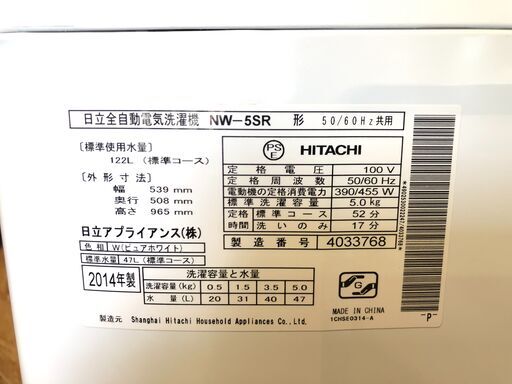 日立全自動電気洗濯機 NW-5SR 形 50/60Hz共用
[標準使用水量]
122L (標準コース)
[外形寸法]
幅 539 mm
奥行 508 mm
高さ 965 mm
日立アプライアンス(株)
色相 W(ピュアホワイト)
標準水量 47L (標準コース)
PS
E
HITACHI
定格電圧 100 V
定格周波数 50/60 Hz
電動機の定格消費電力 390/455 W
標準洗濯容量 5.0kg
定格標準コース 52分
時間洗いのみ 17分
製造番号 4033768
2014年製
洗濯容量と水量
洗濯容量(kg) 0.5 1.5 3.5 5.0
水量(L) 20 31 40 47
G
MADE IN CHINA
1CHSE0314-A
製造元 Shanghai Hitachi Household Appliances Co.,Ltd.
-P-